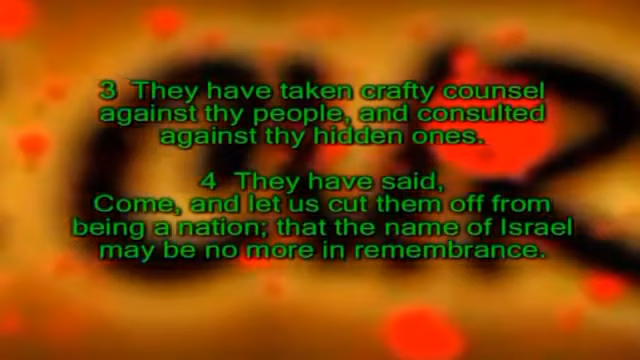 3 They have taken crafty counsel
against thy people, and consulted
against thy hidden ones.
4 They have said,
Come, and let us cut them off from
being a nation; that the name of Israel
may be no more in remembrance.